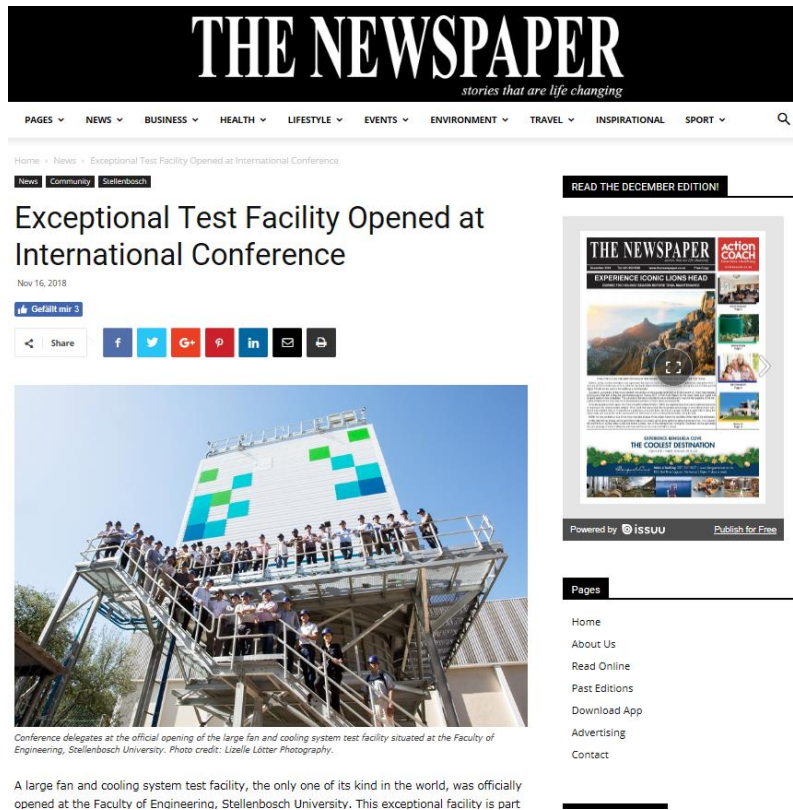 THE NEWSPAPER
stories that are life changing
PAGES NEWS BUSINESS HEALTH LIFESTYLE EVENTS ENVIRONMENT TRAVEL INSPIRATIONAL SPORT
Home › News › Exceptional Test Facility Opened at International Conference
News Community Stellenbosch
Exceptional Test Facility Opened at
International Conference
Nov 16, 2018
Gefällt mir 3
Share
f
G+
in
Conference delegates at the official opening of the large fan and cooling system test facility situated at the Faculty of
Engineering, Stellenbosch University. Photo credit: Lizelle Lötter Photography.
A large fan and cooling system test facility, the only one of its kind in the world, was officially
opened at the Faculty of Engineering, Stellenbosch University. This exceptional facility is part
READ THE DECEMBER EDITION!
THE NEWSPAPER
Action
COACH
EXPERIENCE ICONIC LIONS HEAD
EXPERIENCE BENGUELA COVE
THE COOLEST DESTINATION
Powered by issuu Publish for Free
Pages
Home
About Us
Read Online
Past Editions
Download App
Advertising
Contact